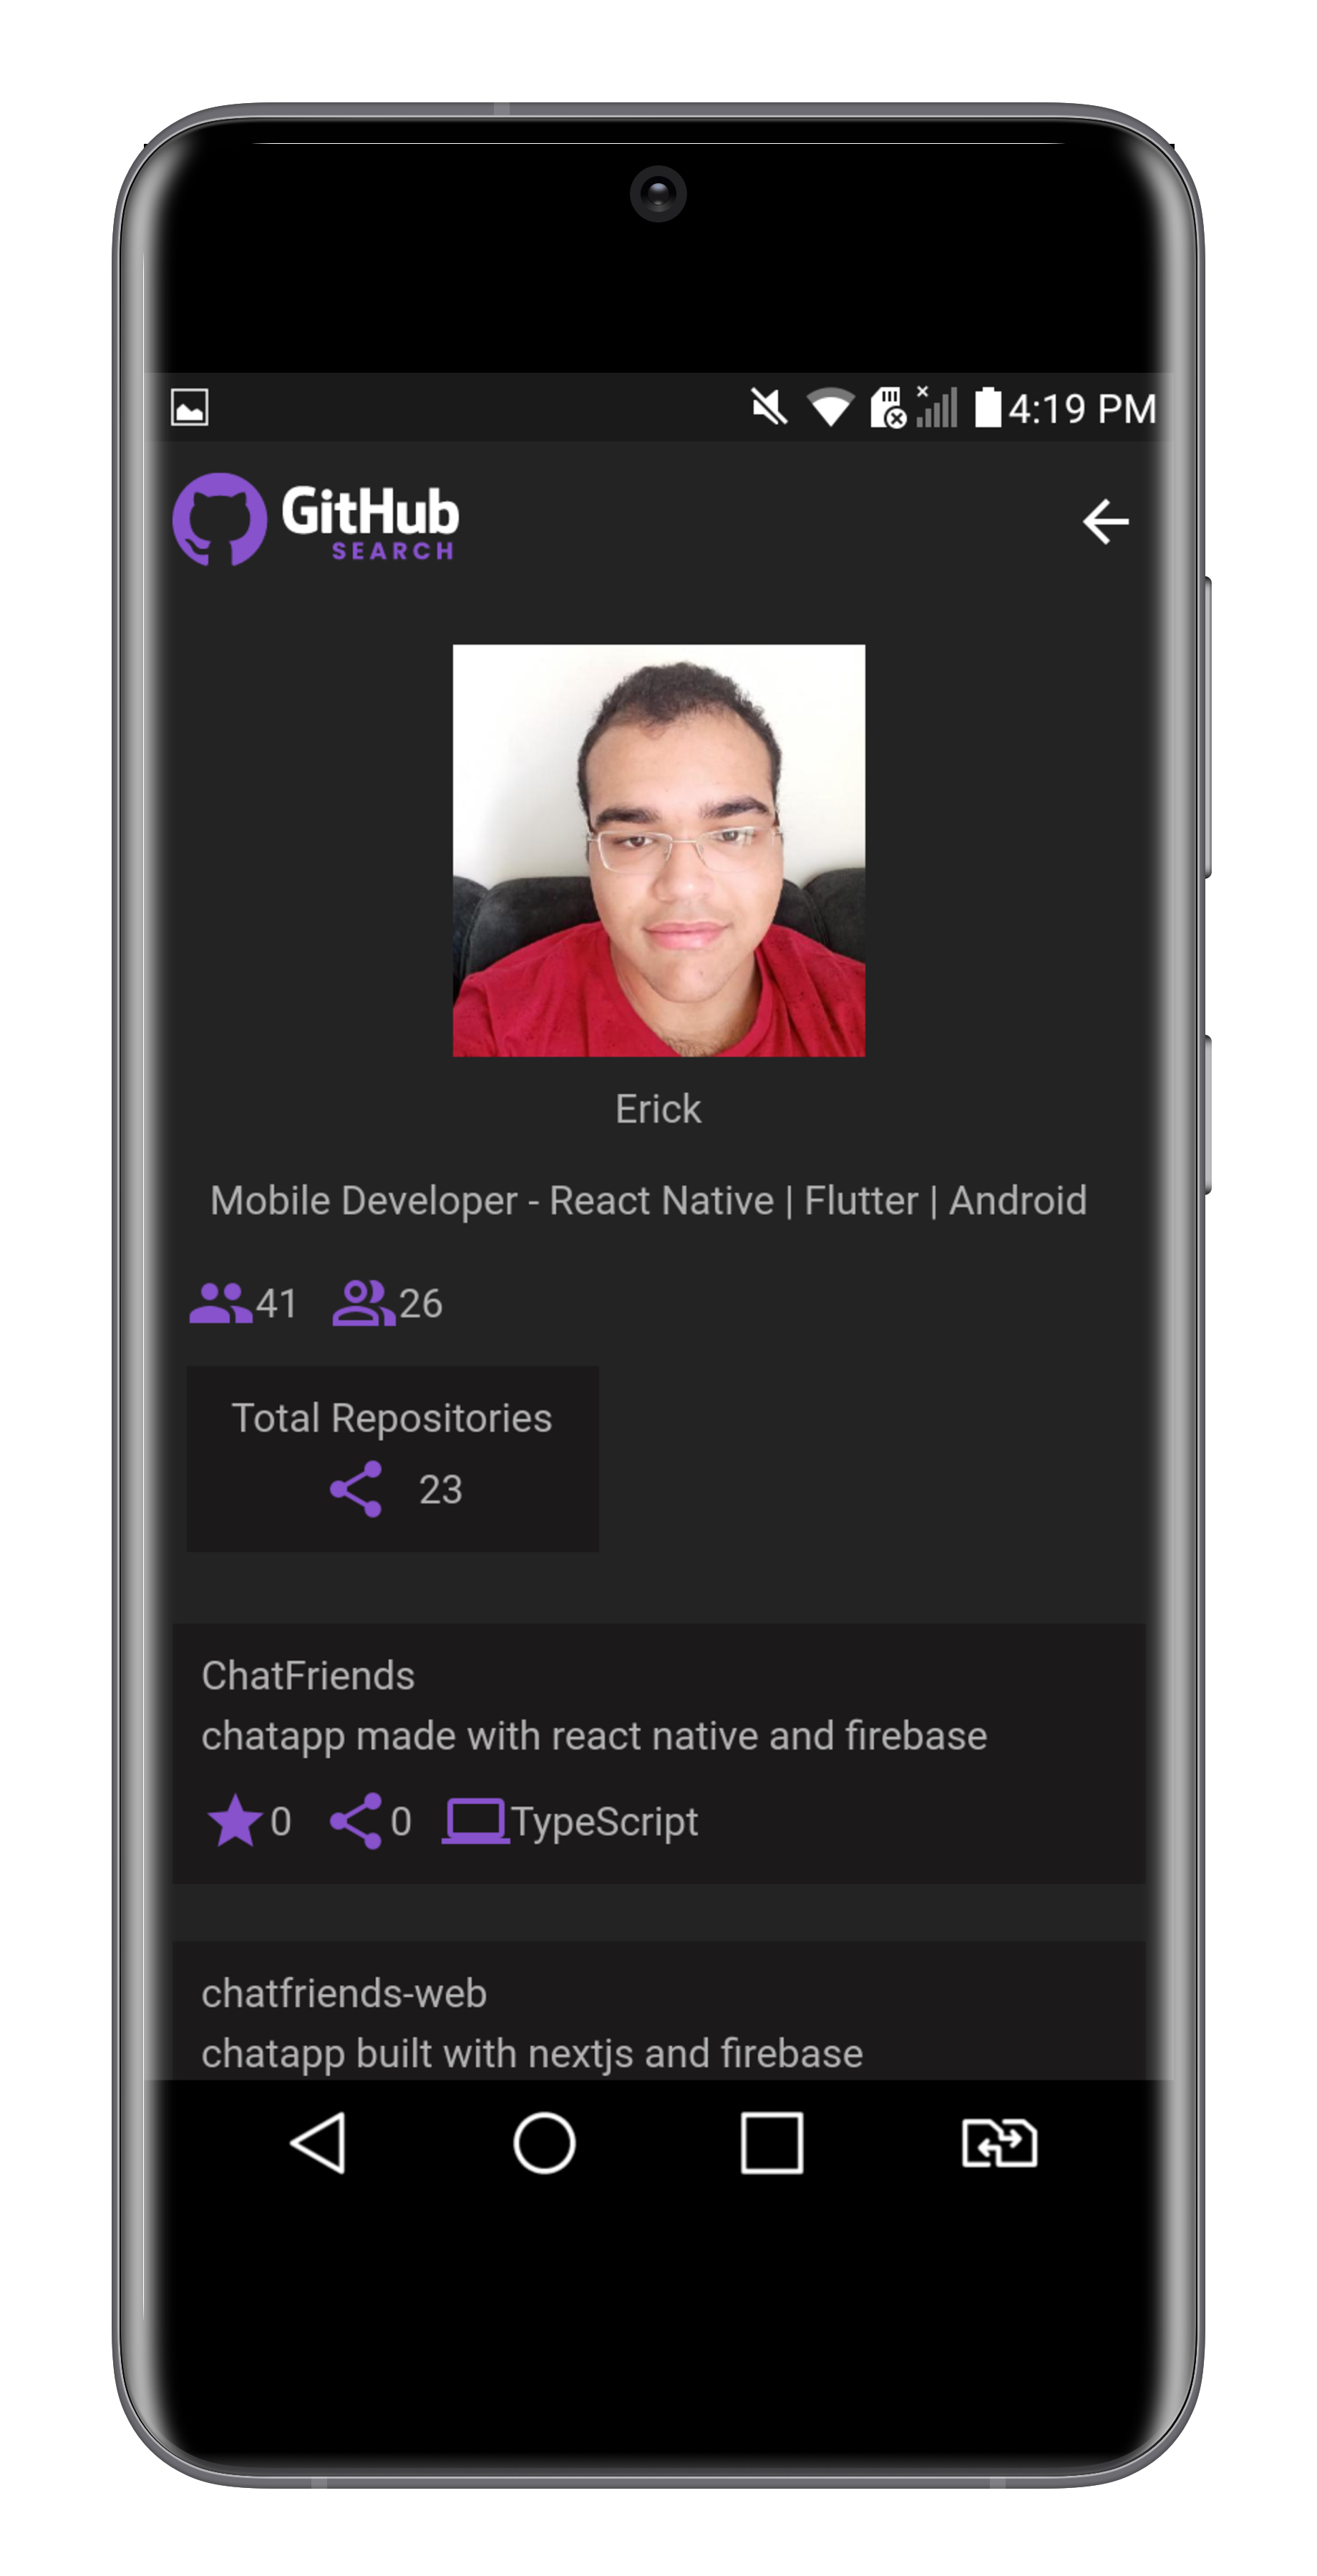 4:19 PM
GitHub
SEARCH
Erick
Mobile Developer - React Native | Flutter | Android
41 26
Total Repositories
23
ChatFriends
chatapp made with react native and firebase
0 0 TypeScript
chatfriends-web
chatapp built with nextjs and firebase